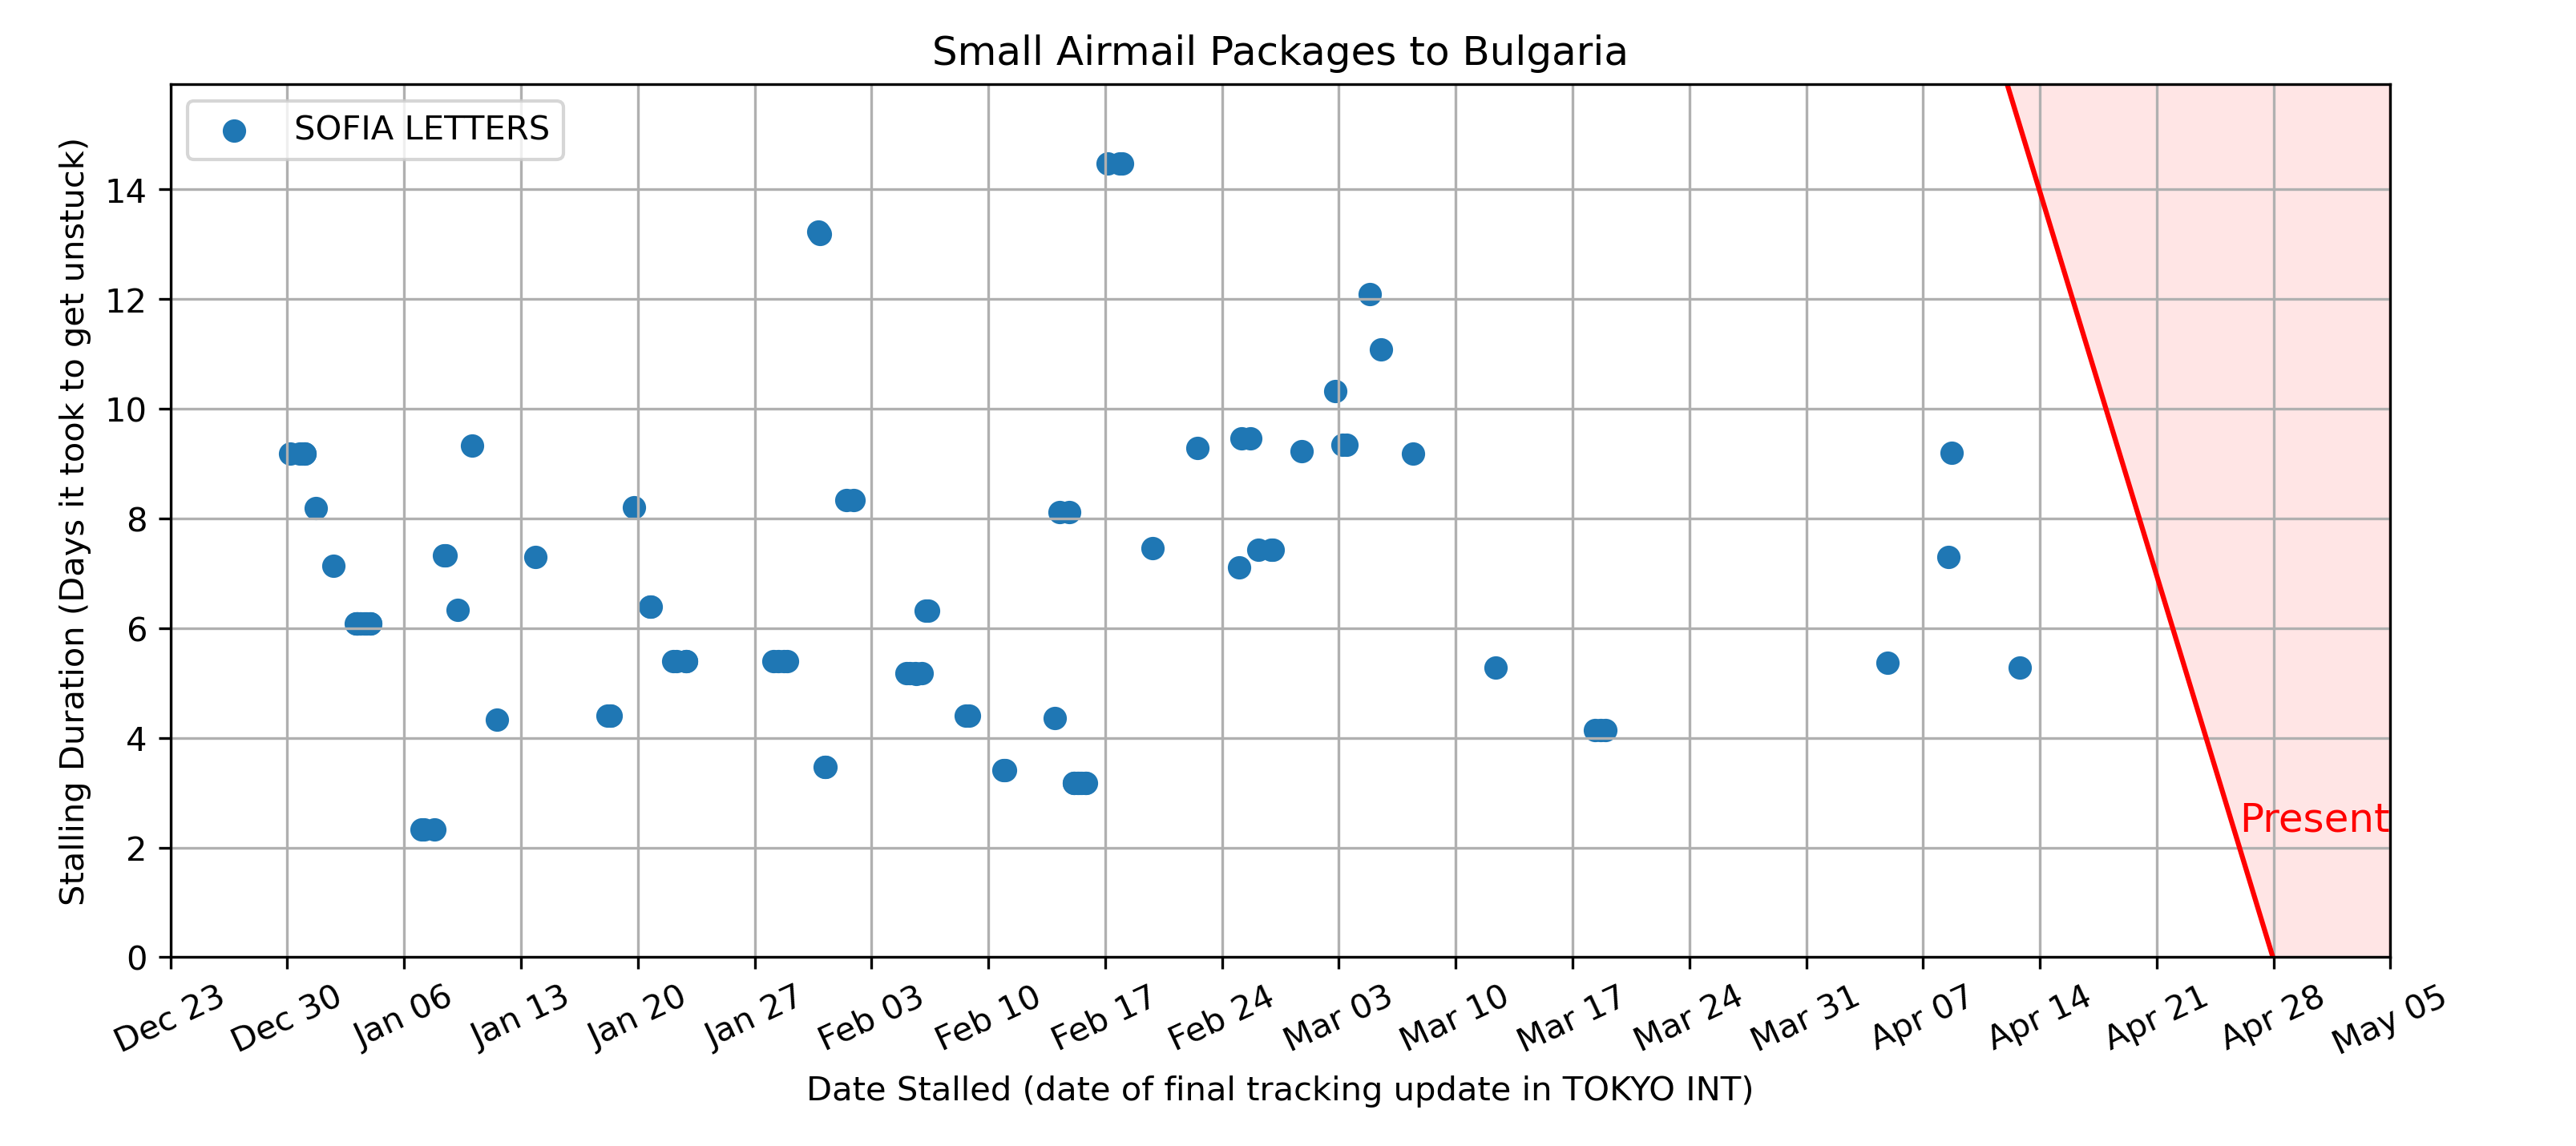 Small Airmail Packages to Bulgaria
SOFIA LETTERS
Stalling Duration (Days it took to get unstuck)
14
12
10
8
6
4
2
0
Present
Dec 23
Dec 30
Jan 06
Jan 13
Jan 20
Jan 27
Feb 03
Feb 10
Feb 17
Feb 24
Mar 03
Mar 10
Mar 17
Mar 24
Mar 31
Apr 07
Apr 14
Apr 21
Apr 28
May 05
Date Stalled (date of final tracking update in TOKYO INT)